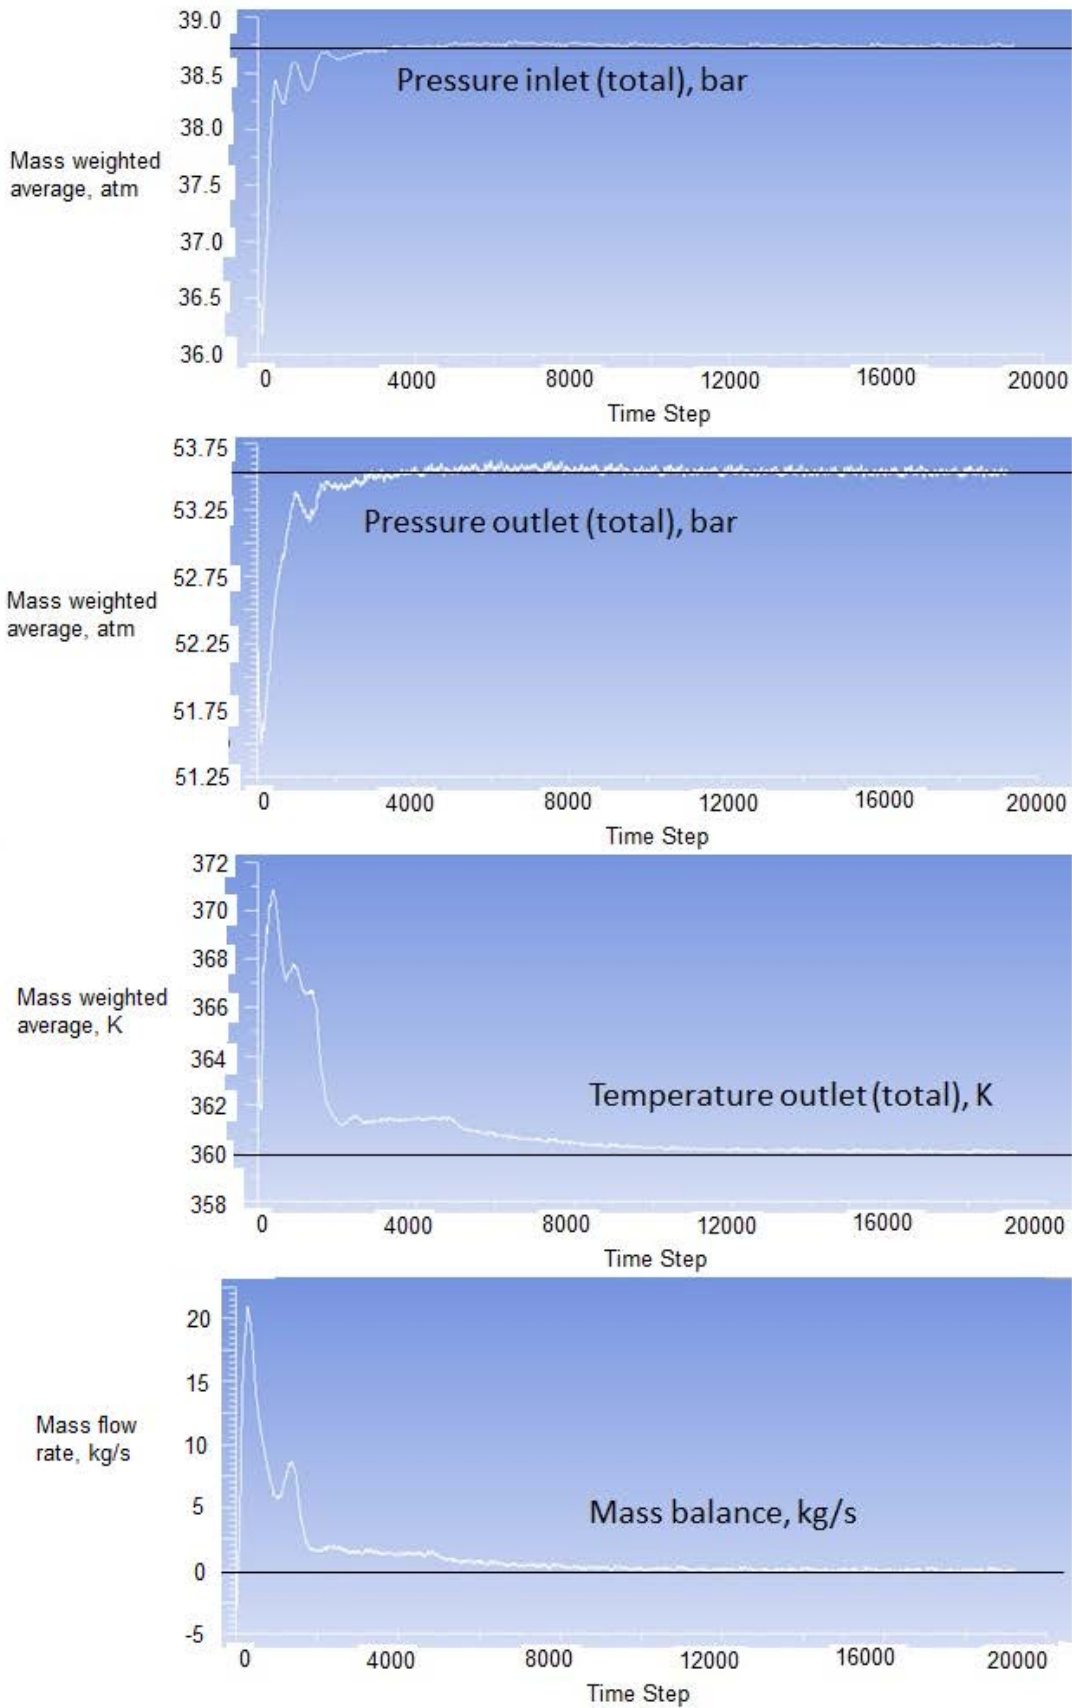 39.0
38.5
38.0
37.5
37.0
36.5
36.0
Mass weighted
average, atm
Pressure inlet (total), bar
0 4000 8000 12000 16000 20000
Time Step
53.75
53.25
52.75
52.25
51.75
51.25
Mass weighted
average, atm
Pressure outlet (total), bar
0 4000 8000 12000 16000 20000
Time Step
372
370
368
366
364
362
360
358
Mass weighted
average, K
Temperature outlet (total), K
0 4000 8000 12000 16000 20000
Time Step
20
15
10
5
0
-5
Mass flow
rate, kg/s
Mass balance, kg/s
0 4000 8000 12000 16000 20000
Time Step